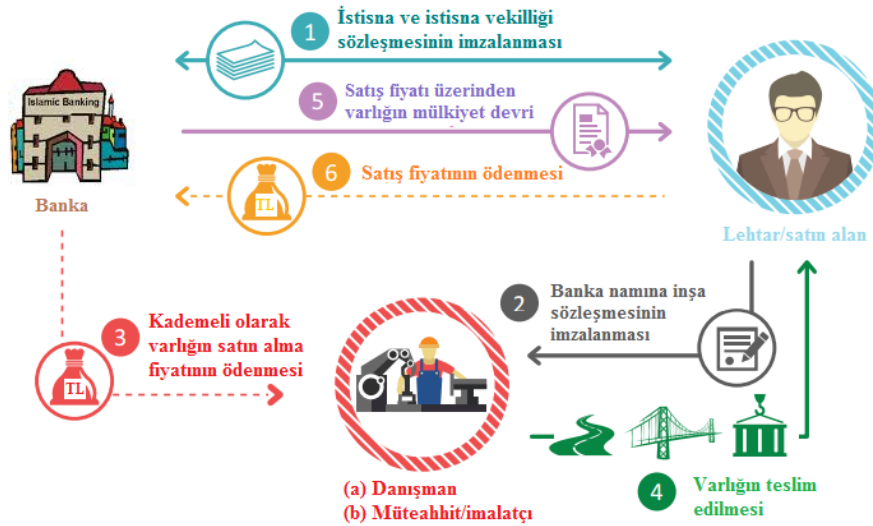 1
İstisna ve istisna vekilliği
sözleşmesinin imzalanması
Islamic Banking
5
Satış fiyatı üzerinden
varlığın mülkiyet devri
6
Satış fiyatının ödenmesi
TL
Banka
Lehtar/satın alan
2
Banka namına inşa
sözleşmesinin
imzalanması
3
Kademeli olarak
varlığın satın alma
fiyatının ödenmesi
TL
4
Varlığın teslim
edilmesi
(a) Danışman
(b) Müteahhit/imalatçı